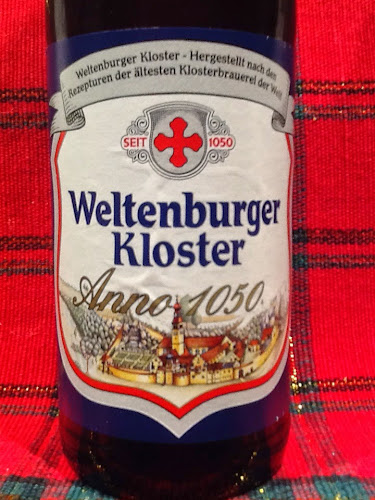 Weltenburger Kloster - Hergestellt nach den
Rezepturen der ältesten Klosterbrauerei der Welt
SEIT 1050
Weltenburger
Kloster
Anno 1050